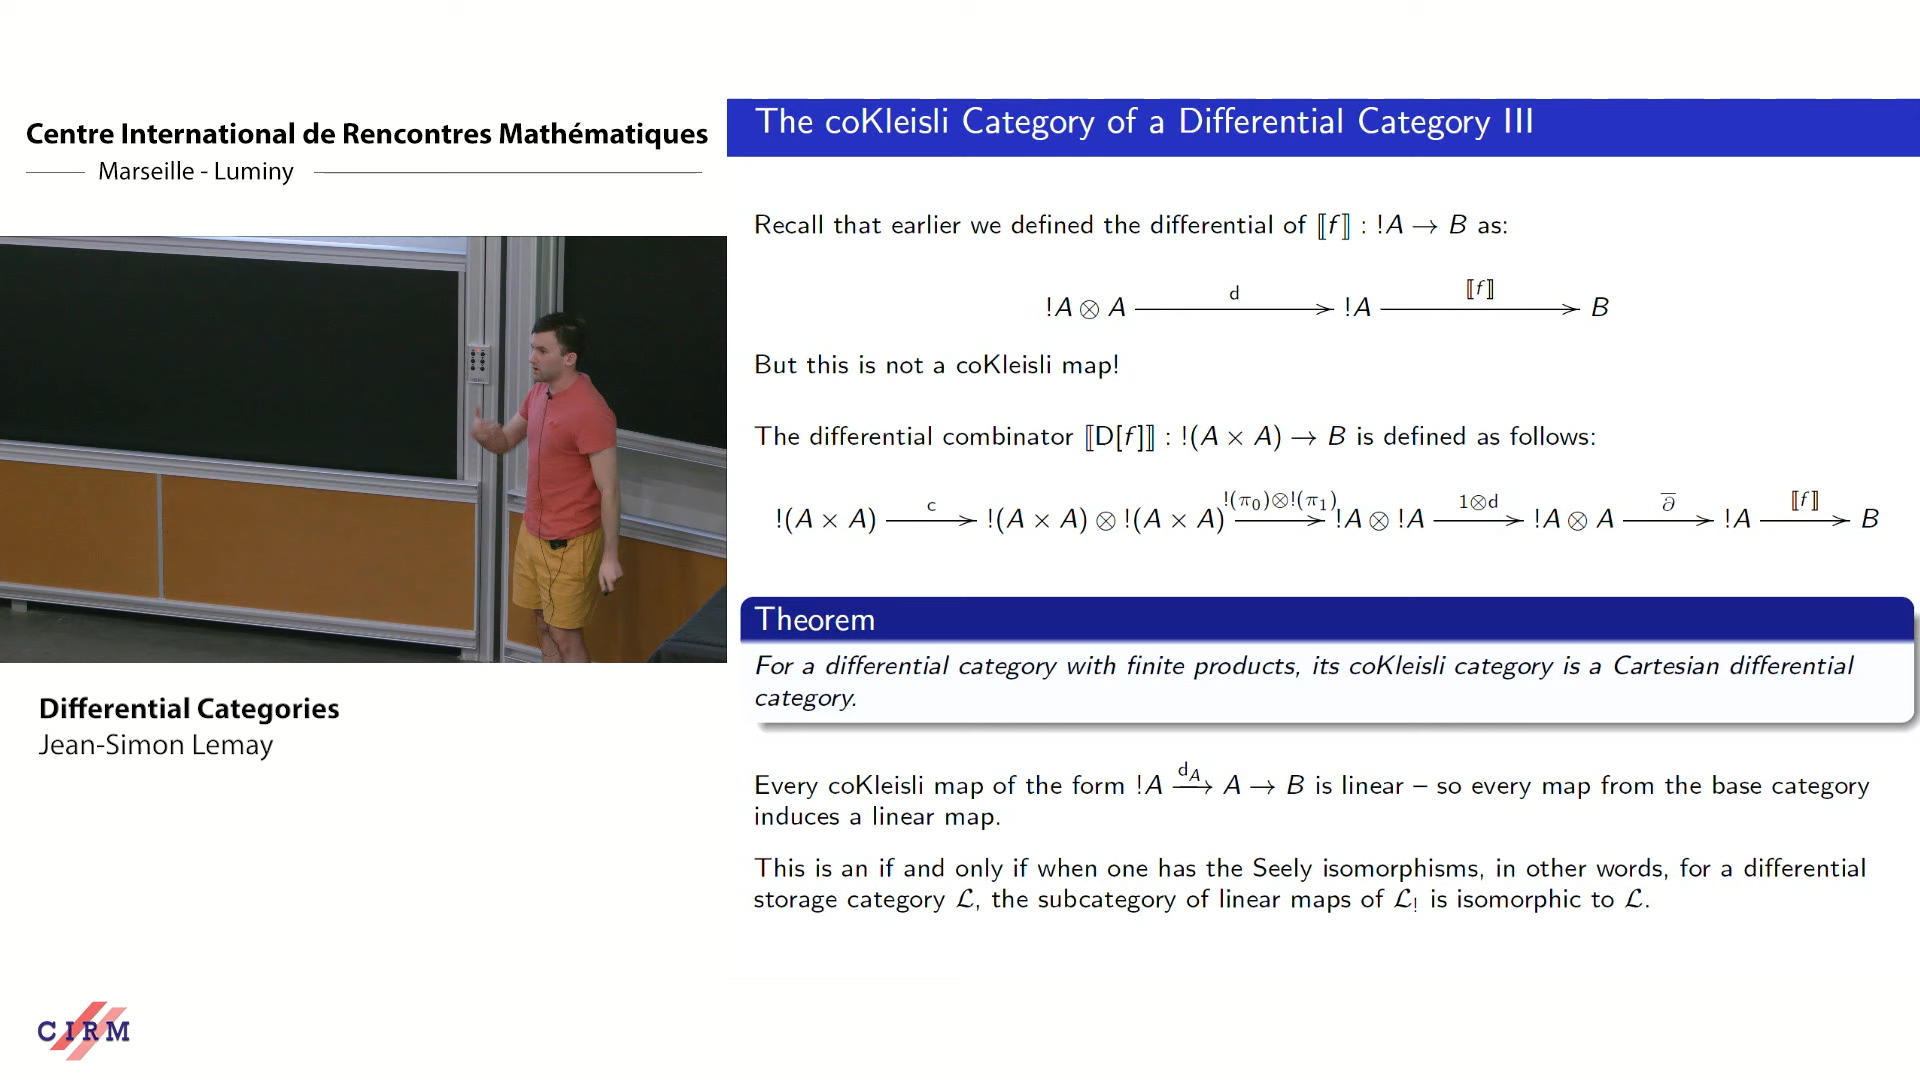 Centre International de Rencontres Mathématiques
Marseille - Luminy
Differential Categories
Jean-Simon Lemay
CIRM
The coKleisli Category of a Differential Category III
Recall that earlier we defined the differential of ⟦f⟧ : !A → B as:
!A ⊗ A —d→ !A —⟦f⟧→ B
But this is not a coKleisli map!
The differential combinator ⟦D[f]⟧ : !(A × A) → B is defined as follows:
!(A × A) —c→ !(A × A) ⊗ !(A × A) —!(π₀)⊗!(π₁)→ !A ⊗ !A —1⊗d→ !A ⊗ A —∂̅→ !A —⟦f⟧→ B
Theorem
For a differential category with finite products, its coKleisli category is a Cartesian differential
category.
Every coKleisli map of the form !A —d_A→ A → B is linear – so every map from the base category
induces a linear map.
This is an if and only if when one has the Seely isomorphisms, in other words, for a differential
storage category ℒ, the subcategory of linear maps of ℒ_! is isomorphic to ℒ.